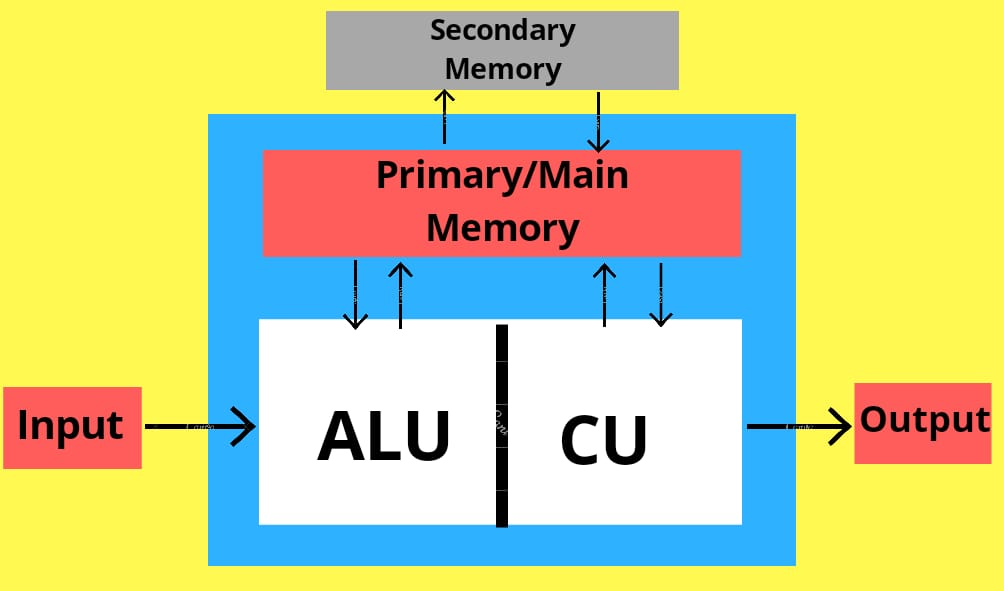 Secondary
Memory
Primary/Main
Memory
Input
ALU
CU
Output